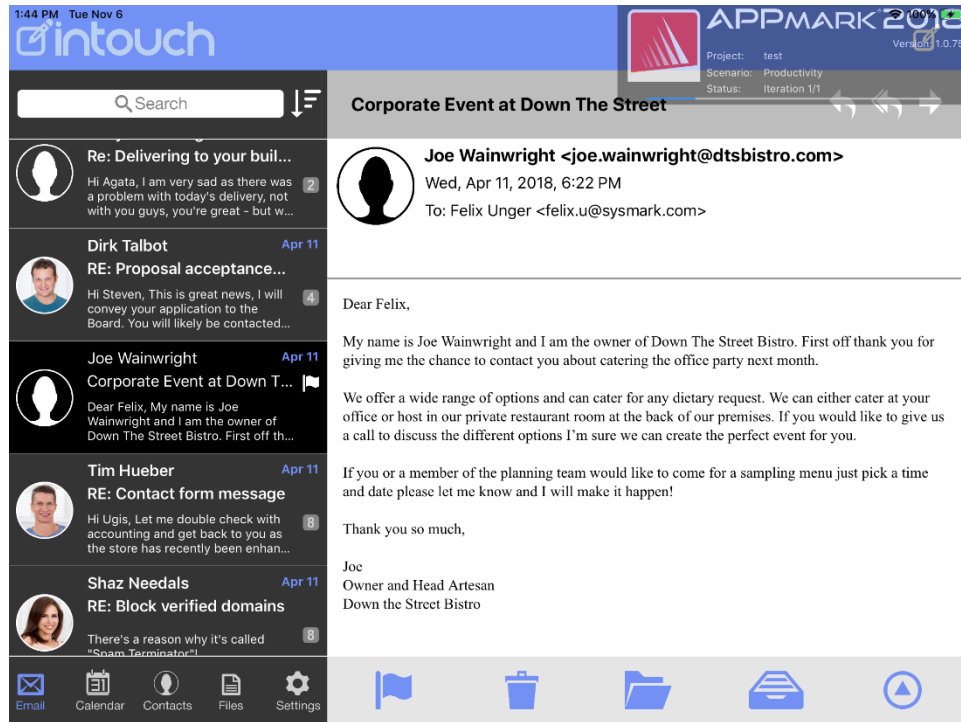 1:44 PM Tue Nov 6
100%
intouch
APPMARK 2018
Version: 1.0.75
Project: test
Scenario: Productivity
Status: Iteration 1/1
Search
Re: Delivering to your buil...
Hi Agata, I am very sad as there was
a problem with today's delivery, not
with you guys, you're great - but w...
2
Dirk Talbot Apr 11
RE: Proposal acceptance...
Hi Steven, This is great news, I will
convey your application to the
Board. You will likely be contacted...
4
Joe Wainwright Apr 11
Corporate Event at Down T...
Dear Felix, My name is Joe
Wainwright and I am the owner of
Down The Street Bistro. First off th...
Tim Hueber Apr 11
RE: Contact form message
Hi Ugis, Let me double check with
accounting and get back to you as
the store has recently been enhan...
8
Shaz Needals Apr 11
RE: Block verified domains
There's a reason why it's called
"Spam Terminator"!
8
Email
31
Calendar
Contacts
Files
Settings
Corporate Event at Down The Street
Joe Wainwright <joe.wainwright@dtsbistro.com>
Wed, Apr 11, 2018, 6:22 PM
To: Felix Unger <felix.u@sysmark.com>
Dear Felix,
My name is Joe Wainwright and I am the owner of Down The Street Bistro. First off thank you for
giving me the chance to contact you about catering the office party next month.
We offer a wide range of options and can cater for any dietary request. We can either cater at your
office or host in our private restaurant room at the back of our premises. If you would like to give us
a call to discuss the different options I'm sure we can create the perfect event for you.
If you or a member of the planning team would like to come for a sampling menu just pick a time
and date please let me know and I will make it happen!
Thank you so much,
Joe
Owner and Head Artesan
Down the Street Bistro